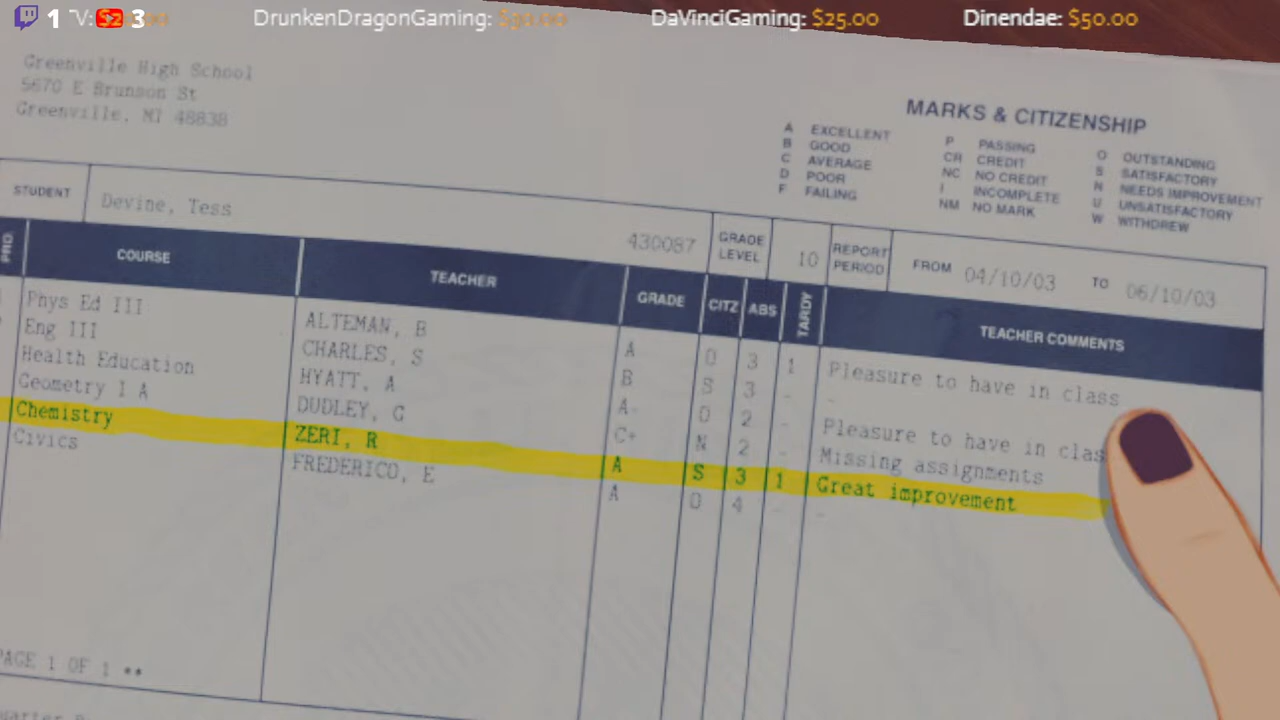 1 V: 3 DrunkenDragonGaming: DaVinciGaming: $25.00 Dinendae: $50.00
Greenville High School
5670 E Brunson St
Greenville, MI 48838
MARKS & CITIZENSHIP
A EXCELLENT P PASSING O OUTSTANDING
B GOOD CR CREDIT S SATISFACTORY
C AVERAGE NC NO CREDIT N NEEDS IMPROVEMENT
D POOR I INCOMPLETE U UNSATISFACTORY
F FAILING NM NO MARK W WITHDREW
STUDENT Devine, Tess 430087 GRADE LEVEL 10 REPORT PERIOD FROM 04/10/03 TO 06/10/03
PRD. COURSE TEACHER GRADE CITZ ABS TARDY TEACHER COMMENTS
Phys Ed III ALTEMAN, B A O 3 1 Pleasure to have in class
Eng III CHARLES, S B S 3 - -
Health Education HYATT, A A- O 2 - Pleasure to have in clas
Geometry I A DUDLEY, G C+ N 2 - Missing assignments
Chemistry ZERI, R A S 3 1 Great improvement
Civics FREDERICO, E A O 4 - -
PAGE 1 OF 1 **